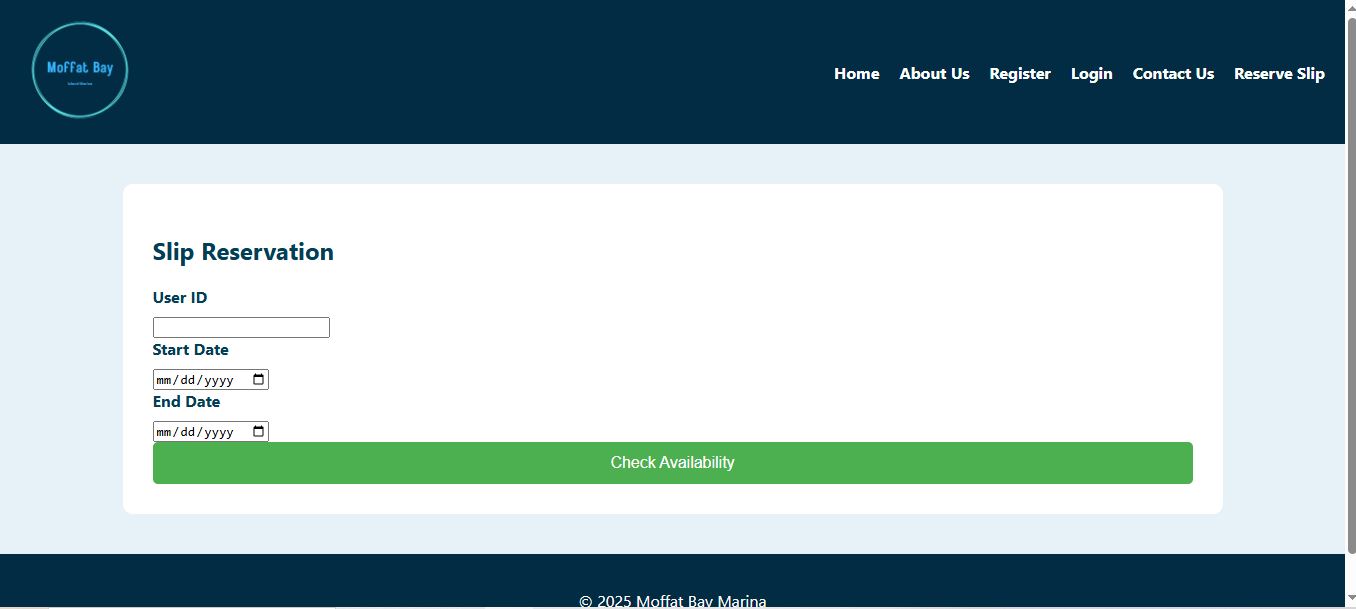 Moffat Bay
Home About Us Register Login Contact Us Reserve Slip
Slip Reservation
User ID
Start Date
mm/dd/yyyy
End Date
mm/dd/yyyy
Check Availability
© 2025 Moffat Bay Marina